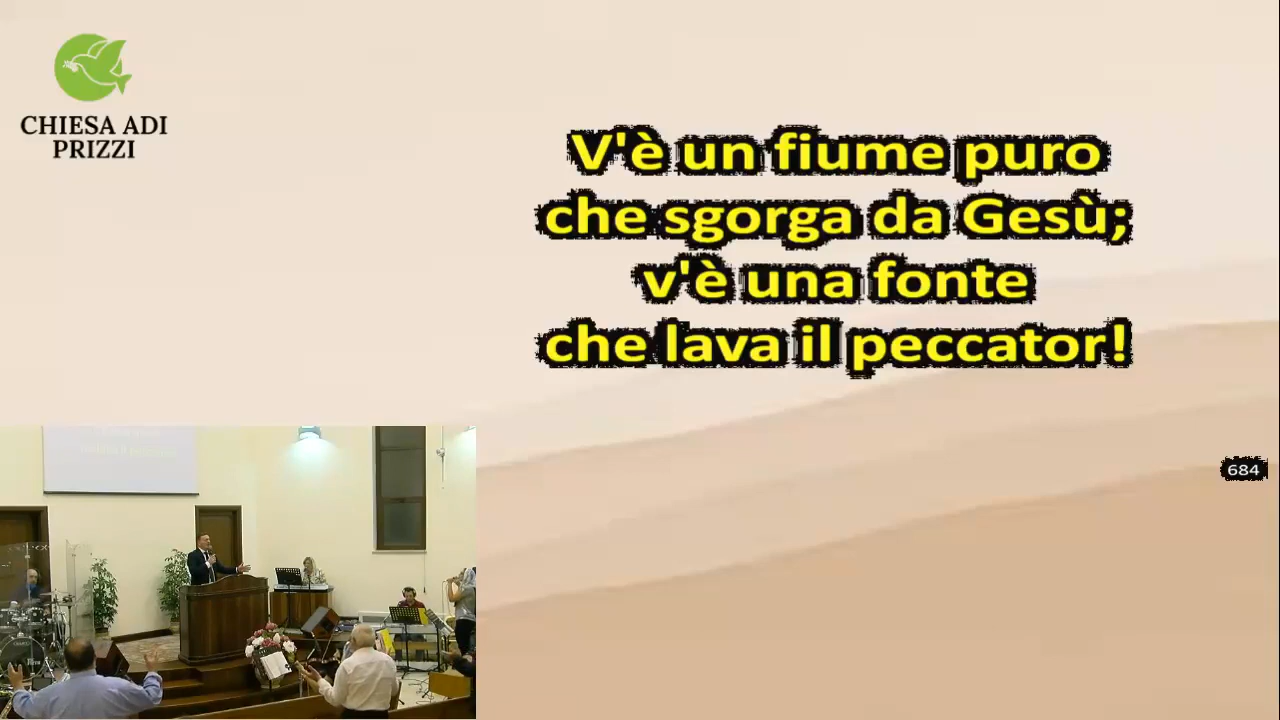 CHIESA ADI
PRIZZI
V'è un fiume puro
che sgorga da Gesù;
v'è una fonte
che lava il peccator!
684